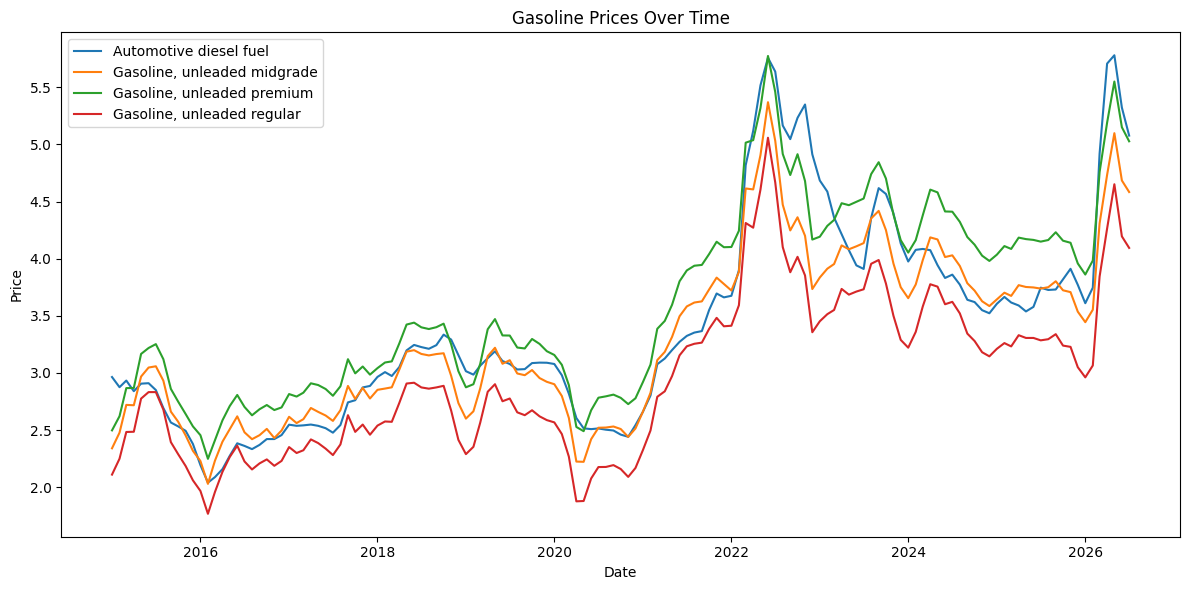 Gasoline Prices Over Time
Automotive diesel fuel
Gasoline, unleaded midgrade
Gasoline, unleaded premium
Gasoline, unleaded regular
Price
5.5
5.0
4.5
4.0
3.5
3.0
2.5
2.0
2016 2018 2020 2022 2024 2026
Date